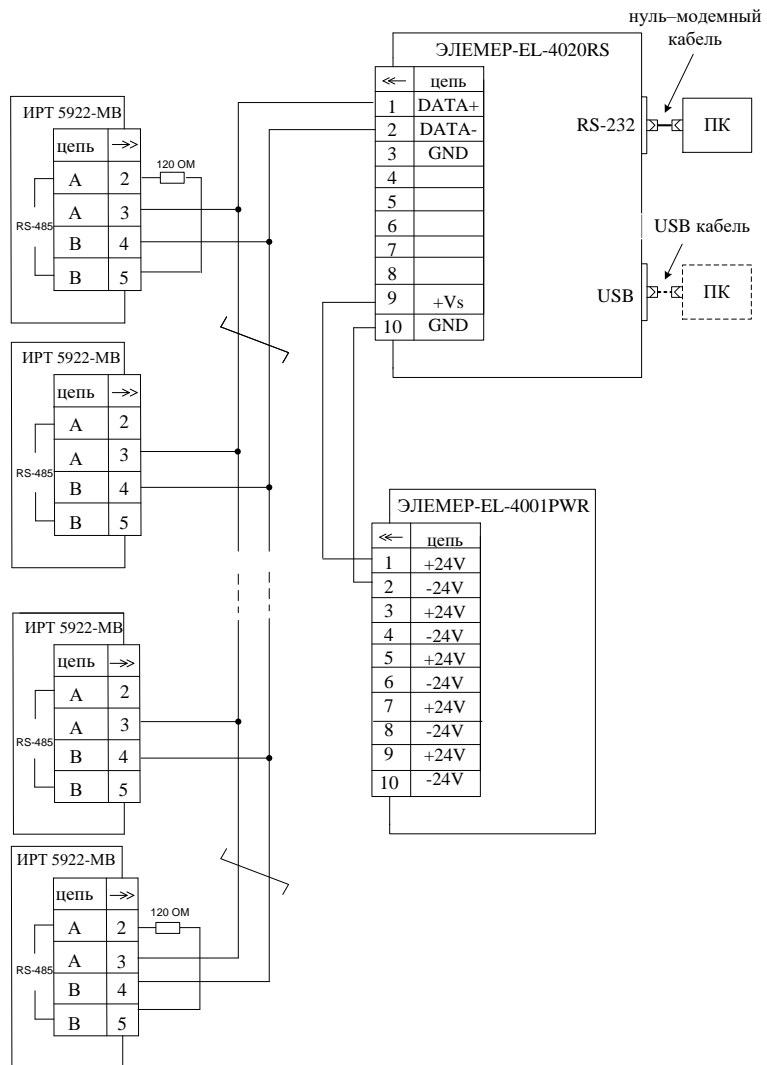 нуль–модемный
кабель
ЭЛЕМЕР-EL-4020RS
цепь
1 DATA+
2 DATA-
3 GND
4
5
6
7
8
9 +Vs
10 GND
RS-232
ПК
USB кабель
USB
ПК
ИРТ 5922-МВ
цепь
A 2
A 3
B 4
B 5
RS-485
120 ОМ
ИРТ 5922-МВ
цепь
A 2
A 3
B 4
B 5
RS-485
ЭЛЕМЕР-EL-4001PWR
цепь
1 +24V
2 -24V
3 +24V
4 -24V
5 +24V
6 -24V
7 +24V
8 -24V
9 +24V
10 -24V
ИРТ 5922-МВ
цепь
A 2
A 3
B 4
B 5
RS-485
ИРТ 5922-МВ
цепь
A 2
A 3
B 4
B 5
RS-485
120 ОМ